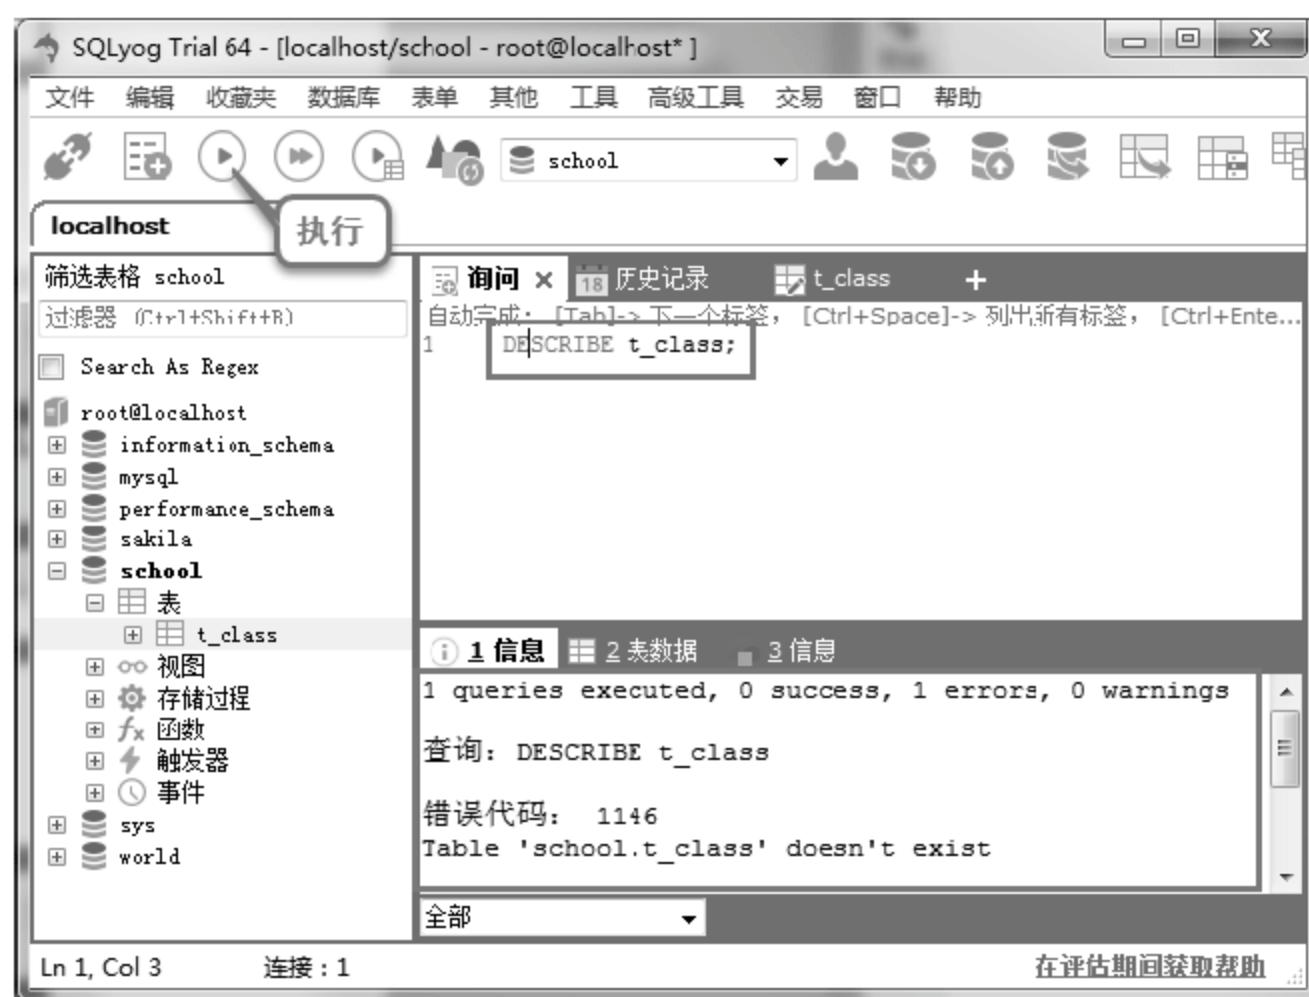 SQLyog Trial 64 - [localhost/school - root@localhost* ]
文件 编辑 收藏夹 数据库 表单 其他 工具 高级工具 交易 窗口 帮助
school
localhost
执行
筛选表格 school
过滤器 (Ctrl+Shift+B)
Search As Regex
root@localhost
information_schema
mysql
performance_schema
sakila
school
表
t_class
视图
存储过程
函数
触发器
事件
sys
world
询问 18 历史记录 t_class +
自动完成: [Tab]-> 下一个标签, [Ctrl+Space]-> 列出所有标签, [Ctrl+Ente...
1 DESCRIBE t_class;
1 信息 2 表数据 3 信息
1 queries executed, 0 success, 1 errors, 0 warnings
查询: DESCRIBE t_class
错误代码: 1146
Table 'school.t_class' doesn't exist
全部
Ln 1, Col 3 连接 : 1 在评估期间获取帮助